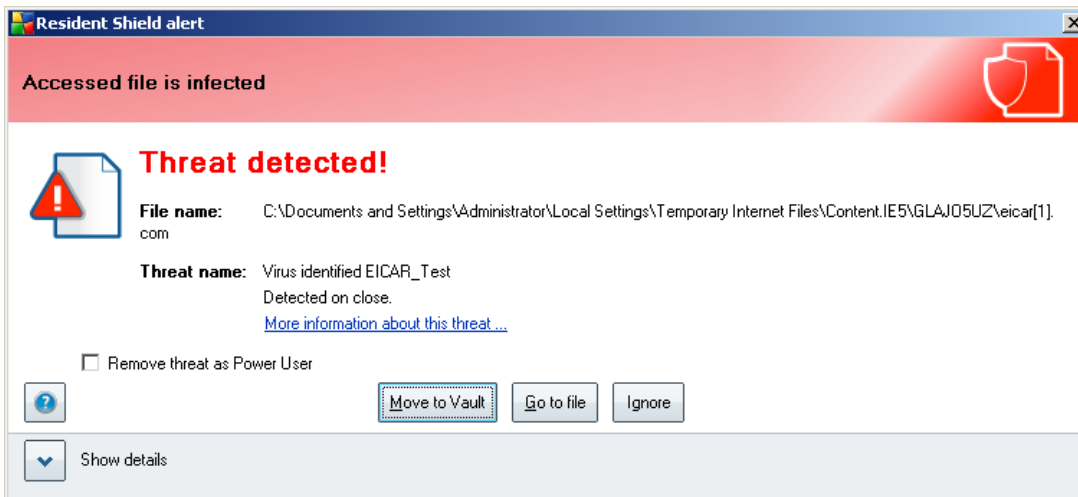 Resident Shield alert
Accessed file is infected
Threat detected!
File name: C:\Documents and Settings\Administrator\Local Settings\Temporary Internet Files\Content.IE5\GLAJO5UZ\eicar[1].
com
Threat name: Virus identified EICAR_Test
Detected on close.
More information about this threat ...
Remove threat as Power User
Move to Vault Go to file Ignore
Show details